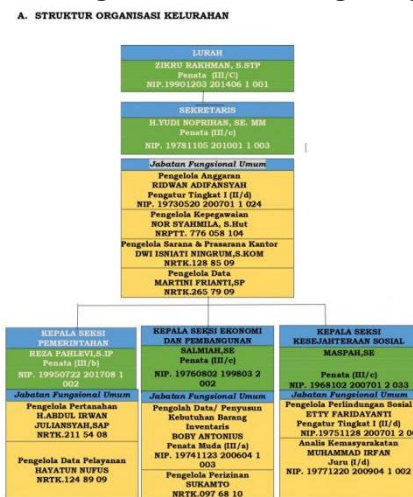 A. STRUKTUR ORGANISASI KELURAHAN
LURAH
ZIKRU RAKHMAN, S.STP
Penata (III/C)
NIP.19901203 201406 1 001
SEKRETARIS
H.YUDI NOPRIHAN, SE. MM
Penata (III/c)
NIP. 19781105 201001 1 003
Jabatan Fungsional Umum
Pengelola Anggaran
RIDWAN ADIFANSYAH
Pengatur Tingkat I (II/d)
NIP. 19730520 200701 1 024
Pengelola Kepegawaian
NOR SYAHMILA, S.Hut
NRPTT. 776 058 104
Pengelola Sarana & Prasarana Kantor
DWI ISNIATI NINGRUM,S.KOM
NRTK.128 85 09
Pengelola Data
MARTINI FRIANTI,SP
NRTK.265 79 09
KEPALA SEKSI
PEMERINTAHAN
REZA PAHLEVI,S.IP
Penata (III/b)
NIP. 19950722 201708 1
002
Jabatan Fungsional Umum
Pengelola Pertanahan
H.ABDUL IRWAN
JULIANSYAH,SAP
NRTK.211 54 08
Pengelola Data Pelayanan
HAYATUN NUFUS
NRTK.124 89 09
KEPALA SEKSI EKONOMI
DAN PEMBANGUNAN
SALMIAH,SE
Penata (III/c)
NIP. 19760802 199803 2
002
Jabatan Fungsional Umum
Pengolah Data/ Penyusun
Kebutuhan Barang
Inventaris
BOBY ANTONIUS
Penata Muda (III/a)
NIP. 19741123 200604 1
003
Pengelola Perizinan
SUKAMTO
NRTK.097 68 10
KEPALA SEKSI
KESEJAHTERAAN SOSIAL
MASPAH,SE
Penata (III/c)
NIP. 1968102 200701 2 033
Jabatan Fungsional Umum
Pengelola Perlindungan Sosial
ETTY FARIDAYANTI
Pengatur Tingkat I (II/d)
NIP.19751128 200701 2
Analis Kemasyarakatan
MUHAMMAD IRFAN
Juru (I/d)
NIP. 19771220 200904 1 002